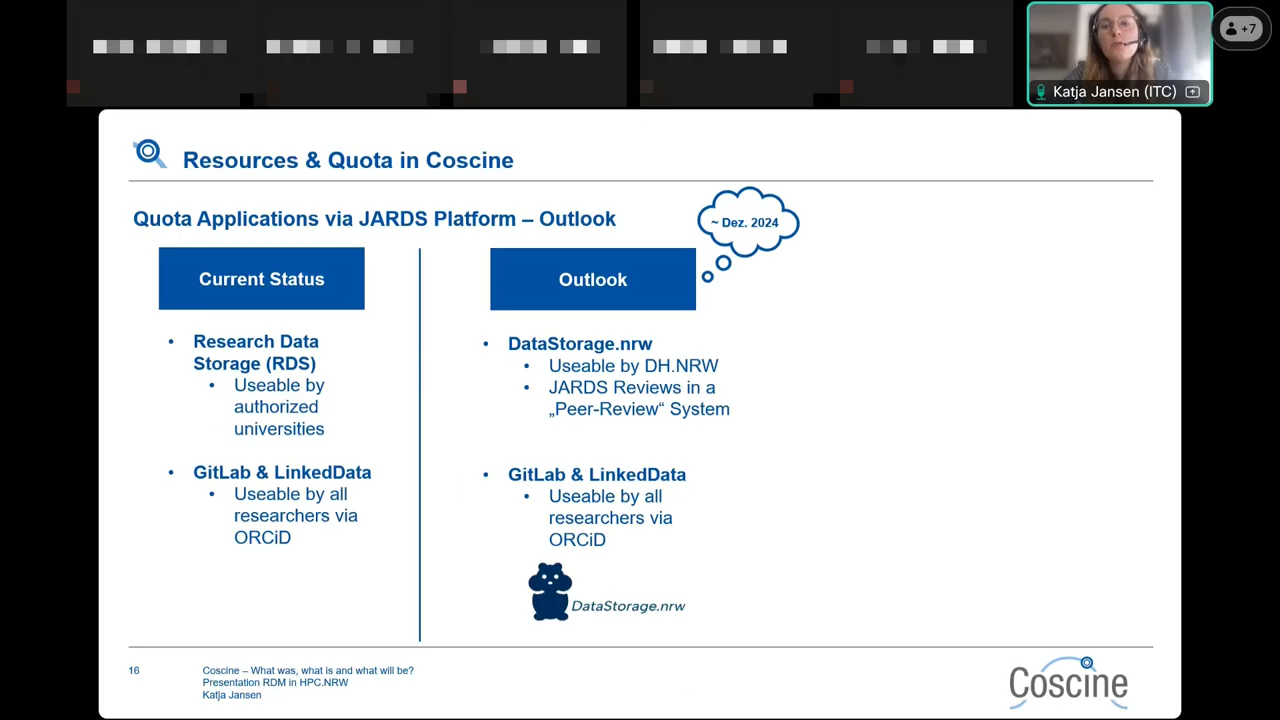 +7
Katja Jansen (ITC)
Resources & Quota in Coscine
Quota Applications via JARDS Platform – Outlook
~ Dez. 2024
Current Status
Outlook
• Research Data
Storage (RDS)
• Useable by
authorized
universities
• GitLab & LinkedData
• Useable by all
researchers via
ORCiD
• DataStorage.nrw
• Useable by DH.NRW
• JARDS Reviews in a
„Peer-Review“ System
• GitLab & LinkedData
• Useable by all
researchers via
ORCiD
DataStorage.nrw
16
Coscine – What was, what is and what will be?
Presentation RDM in HPC.NRW
Katja Jansen
Coscine